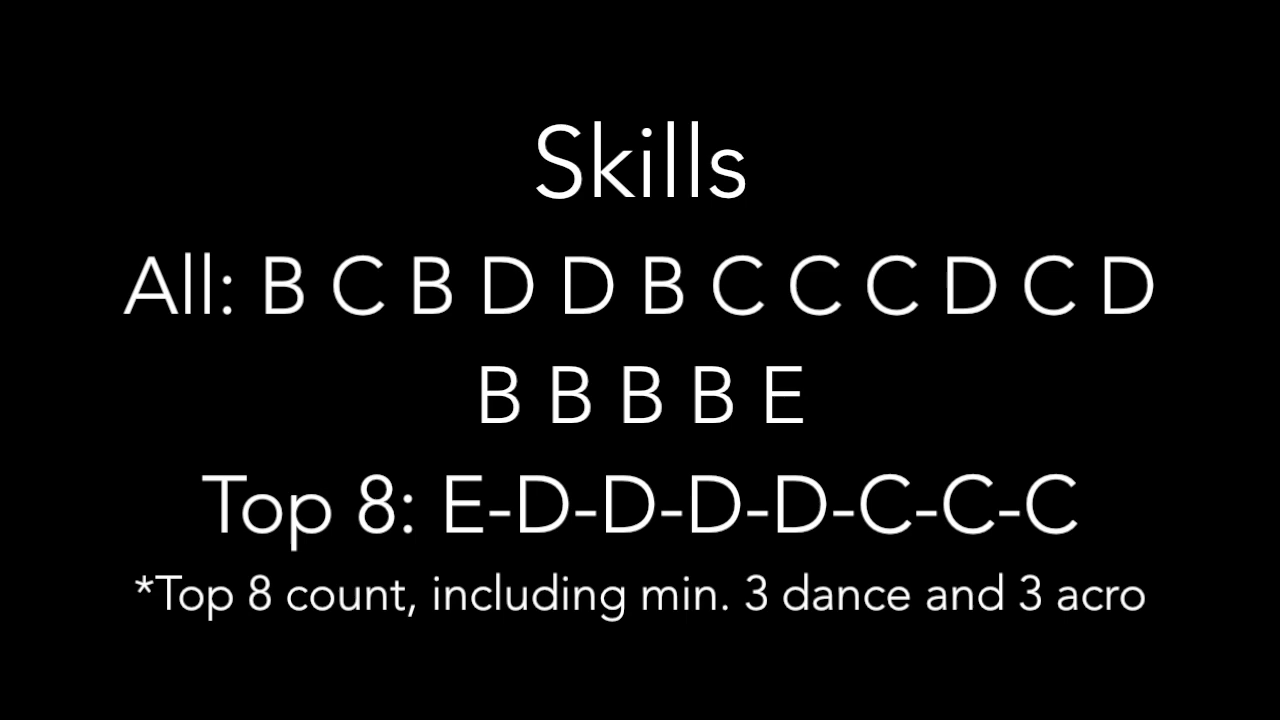 Skills
All: B C B D D B C C C D C D
B B B B E
Top 8: E-D-D-D-D-C-C-C
*Top 8 count, including min. 3 dance and 3 acro